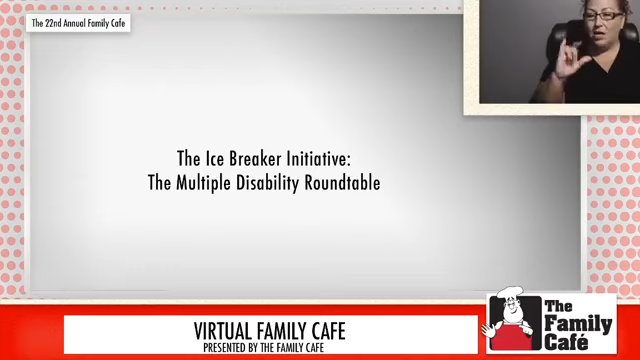 The 22nd Annual Family Cafe
The Ice Breaker Initiative:
The Multiple Disability Roundtable
VIRTUAL FAMILY CAFE
PRESENTED BY THE FAMILY CAFE
The
Family
Café